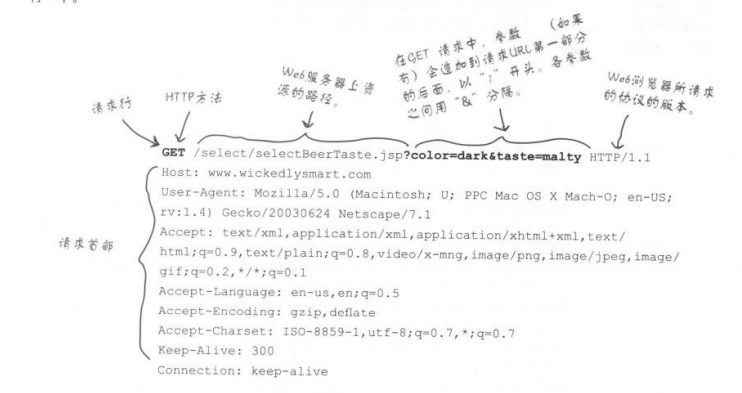 在GET 请求中，参数 （如果
有）会追加到请求URL第一部分
的后面，以“?”开头。各参数
之间用“&”分隔。
Web服务器上资
源的路径。
Web浏览器所请求
的协议的版本。
请求行
HTTP方法
GET /select/selectBeerTaste.jsp?color=dark&taste=malty HTTP/1.1
Host: www.wickedlysmart.com
User-Agent: Mozilla/5.0 (Macintosh; U; PPC Mac OS X Mach-O; en-US;
rv:1.4) Gecko/20030624 Netscape/7.1
Accept: text/xml,application/xml,application/xhtml+xml,text/
html;q=0.9,text/plain;q=0.8,video/x-mng,image/png,image/jpeg,image/
gif;q=0.2,*/*;q=0.1
请求首部
Accept-Language: en-us,en;q=0.5
Accept-Encoding: gzip,deflate
Accept-Charset: ISO-8859-1,utf-8;q=0.7,*;q=0.7
Keep-Alive: 300
Connection: keep-alive